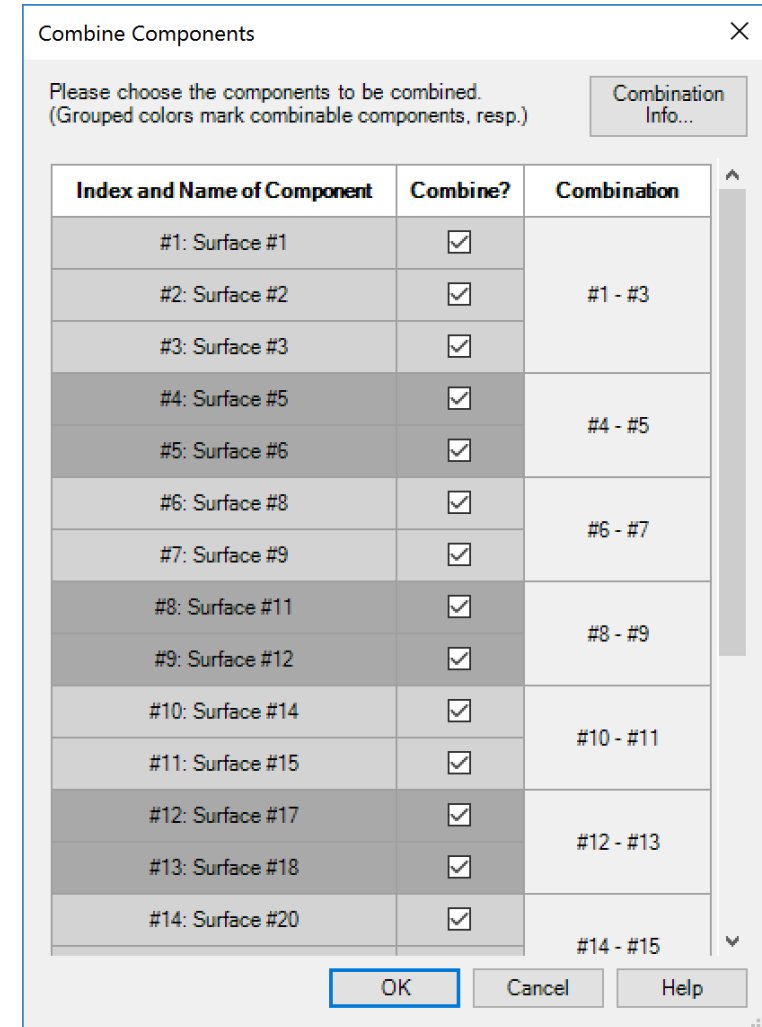 Combine Components
Please choose the components to be combined.
(Grouped colors mark combinable components, resp.)
Combination
Info...
Index and Name of Component Combine? Combination
#1: Surface #1
#2: Surface #2 #1 - #3
#3: Surface #3
#4: Surface #5
#4 - #5
#5: Surface #6
#6: Surface #8
#6 - #7
#7: Surface #9
#8: Surface #11
#8 - #9
#9: Surface #12
#10: Surface #14
#10 - #11
#11: Surface #15
#12: Surface #17
#12 - #13
#13: Surface #18
#14: Surface #20
#14 - #15
OK Cancel Help